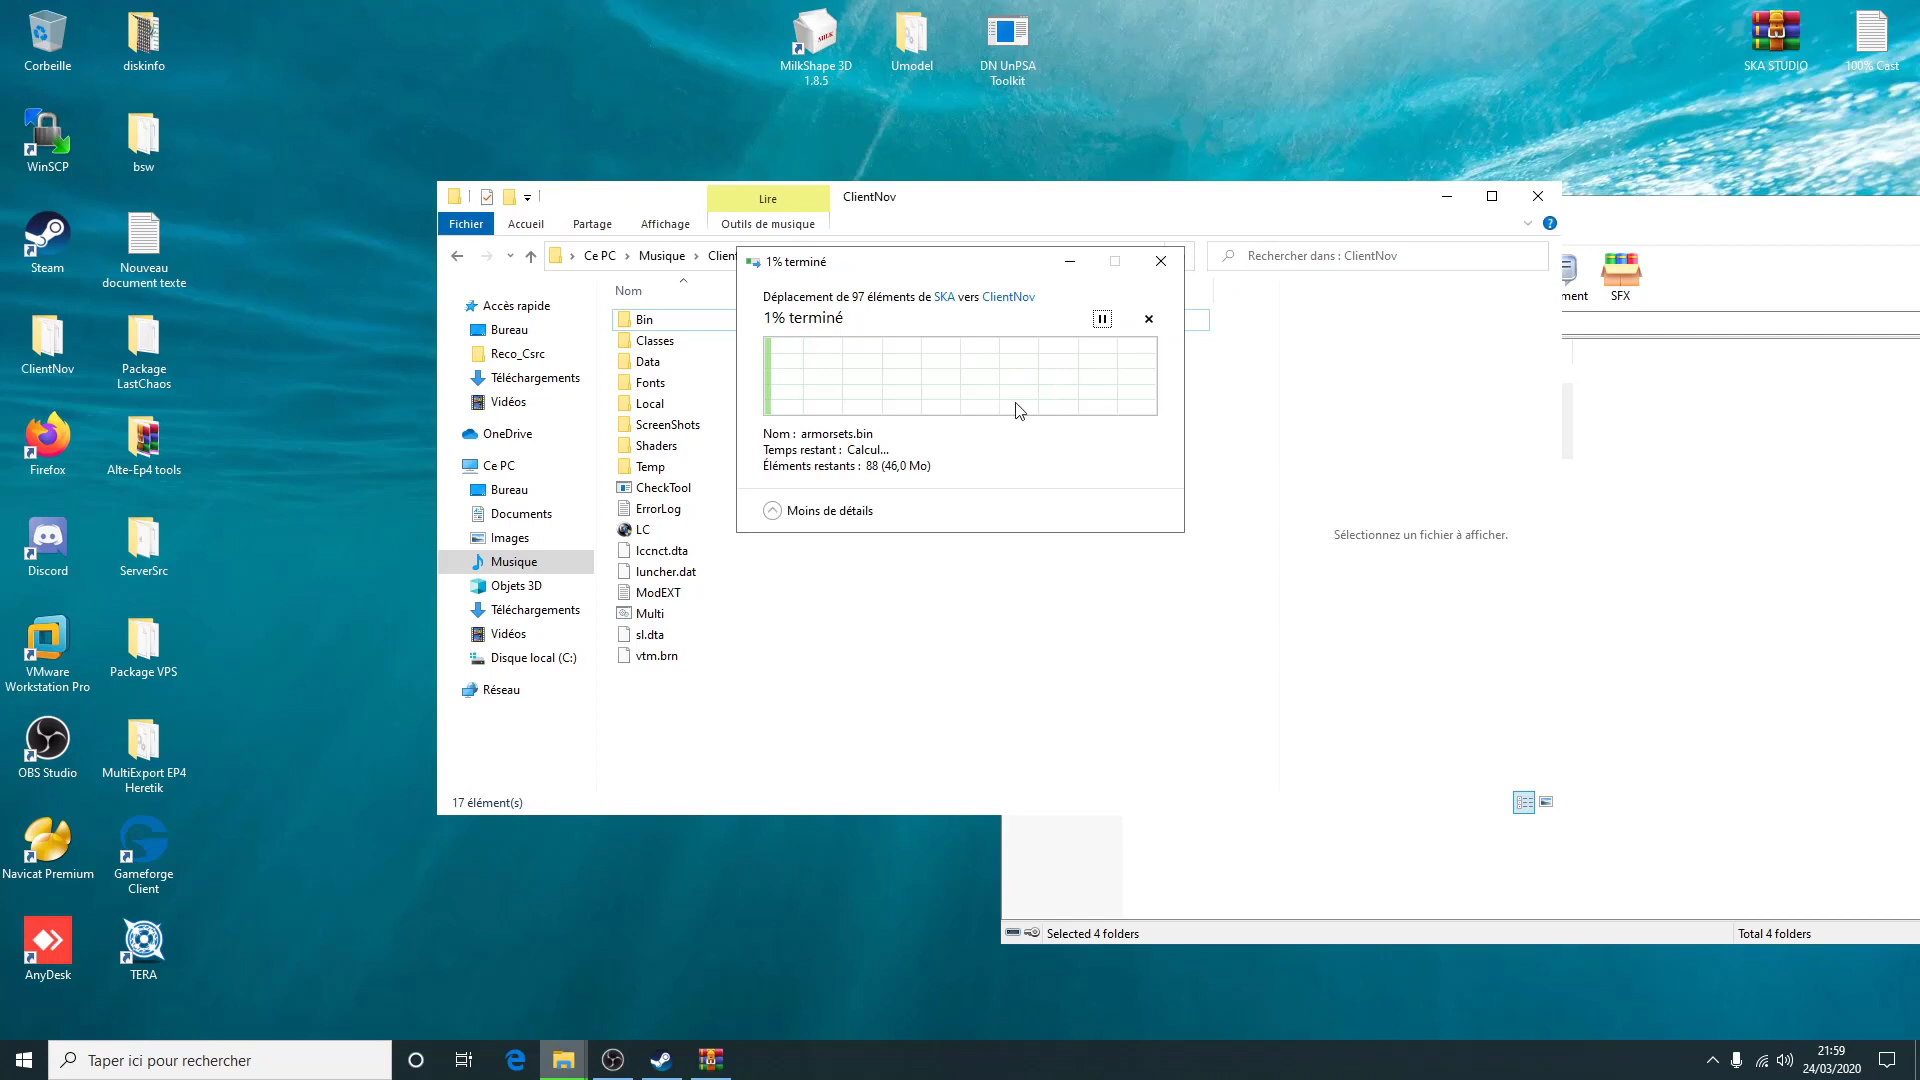 Corbeille
diskinfo
MilkShape 3D
1.8.5
Umodel
DN UnPSA
Toolkit
SKA STUDIO
100% Cast
WinSCP
bsw
Steam
Nouveau
document texte
ClientNov
Package
LastChaos
Firefox
Alte-Ep4 tools
Discord
ServerSrc
VMware
Workstation Pro
Package VPS
OBS Studio
MultiExport EP4
Heretik
Navicat Premium
Gameforge
Client
AnyDesk
TERA
Lire
ClientNov
Fichier
Accueil
Partage
Affichage
Outils de musique
Ce PC
Musique
Rechercher dans : ClientNov
Accès rapide
Bureau
Reco_Csrc
Téléchargements
Vidéos
OneDrive
Ce PC
Bureau
Documents
Images
Musique
Objets 3D
Téléchargements
Vidéos
Disque local (C:)
Réseau
Nom
Bin
Classes
Data
Fonts
Local
ScreenShots
Shaders
Temp
CheckTool
ErrorLog
LC
lccnct.dta
luncher.dat
ModEXT
Multi
sl.dta
vtm.brn
1% terminé
Déplacement de 97 éléments de SKA vers ClientNov
1% terminé
Nom : armorsets.bin
Temps restant : Calcul...
Éléments restants : 88 (46,0 Mo)
Moins de détails
Sélectionnez un fichier à afficher.
17 élément(s)
SFX
Selected 4 folders
Total 4 folders
Taper ici pour rechercher
21:59
24/03/2020